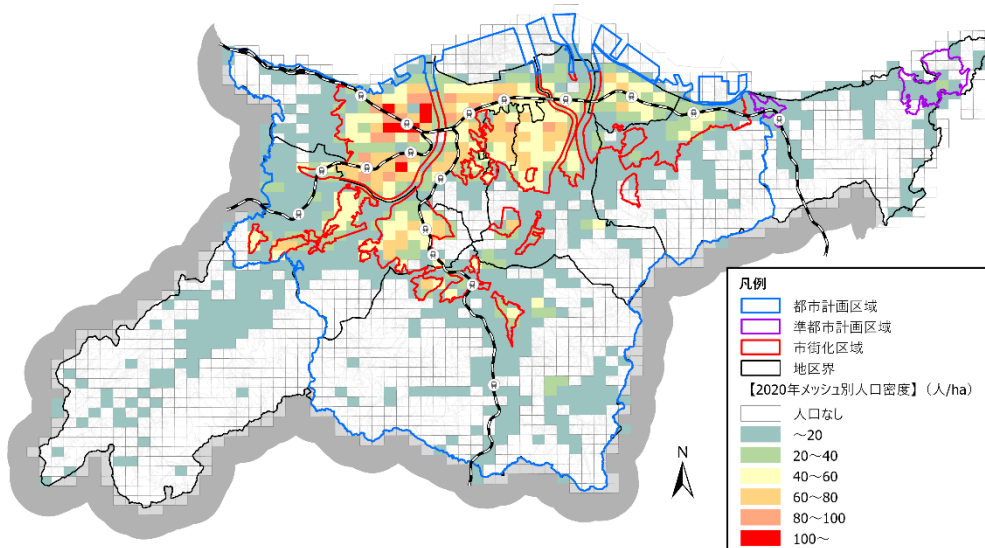 N
凡例
都市計画区域
準都市計画区域
市街化区域
地区界
【2020年メッシュ別人口密度】（人/ha）
人口なし
～20
20～40
40～60
60～80
80～100
100～